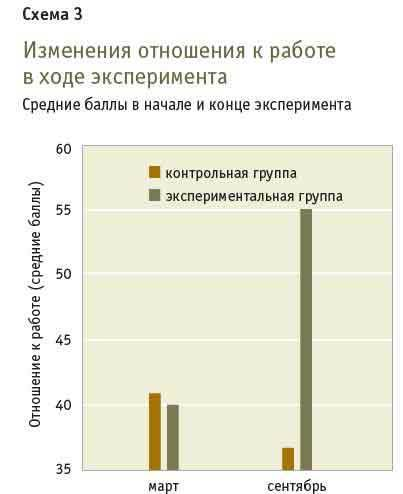 Схема 3
Изменения отношения к работе
в ходе эксперимента
Средние баллы в начале и конце эксперимента
Отношение к работе (средние баллы)
60
55
50
45
40
35
контрольная группа
экспериментальная группа
март
сентябрь